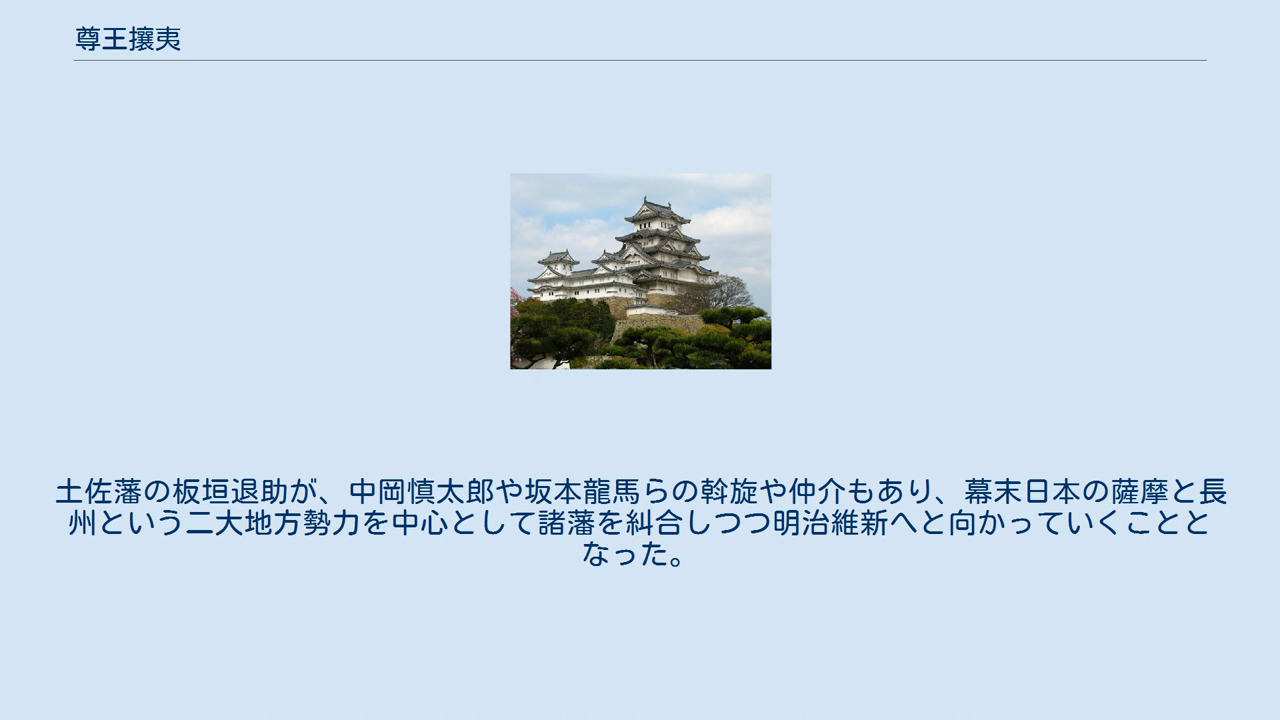 尊王攘夷
土佐藩の板垣退助が、中岡慎太郎や坂本龍馬らの斡旋や仲介もあり、幕末日本の薩摩と長
州という二大地方勢力を中心として諸藩を糾合しつつ明治維新へと向かっていくことと
なった。